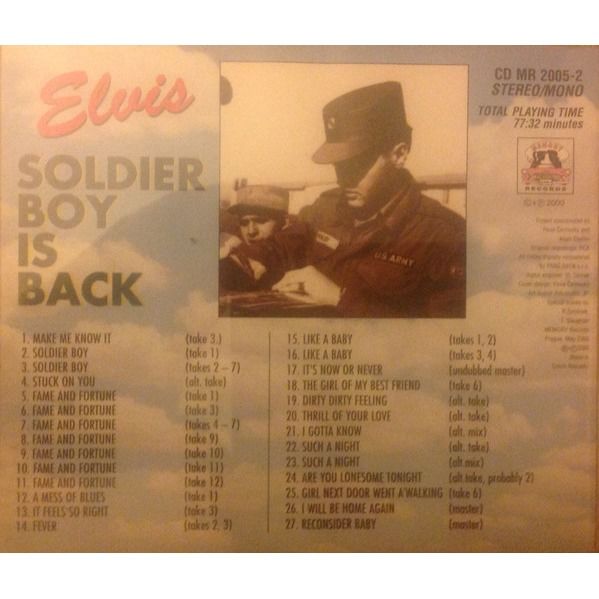 Elvis
SOLDIER
BOY
IS
BACK
U.S. ARMY
CD MR 2005-2
STEREO/MONO
TOTAL PLAYING TIME
77:32 minutes
MEMORY
RECORDS
© ℗ 2000
1. MAKE ME KNOW IT (take 3.)
2. SOLDIER BOY (take 1)
3. SOLDIER BOY (takes 2 – 7)
4. STUCK ON YOU (alt. take)
5. FAME AND FORTUNE (take 1)
6. FAME AND FORTUNE (take 3)
7. FAME AND FORTUNE (takes 4 – 7)
8. FAME AND FORTUNE (take 9)
9. FAME AND FORTUNE (take 10)
10. FAME AND FORTUNE (take 11)
11. FAME AND FORTUNE (take 12)
12. A MESS OF BLUES (take 1)
13. IT FEELS SO RIGHT (take 3)
14. FEVER (takes 2, 3)
15. LIKE A BABY (takes 1, 2)
16. LIKE A BABY (takes 3, 4)
17. IT'S NOW OR NEVER (undubbed master)
18. THE GIRL OF MY BEST FRIEND (take 6)
19. DIRTY DIRTY FEELING (alt. take)
20. THRILL OF YOUR LOVE (alt. take)
21. I GOTTA KNOW (alt. mix)
22. SUCH A NIGHT (alt. take)
23. SUCH A NIGHT (alt.mix)
24. ARE YOU LONESOME TONIGHT (alt.take, probably 2)
25. GIRL NEXT DOOR WENT A'WALKING (take 6)
26. I WILL BE HOME AGAIN (master)
27. RECONSIDER BABY (master)